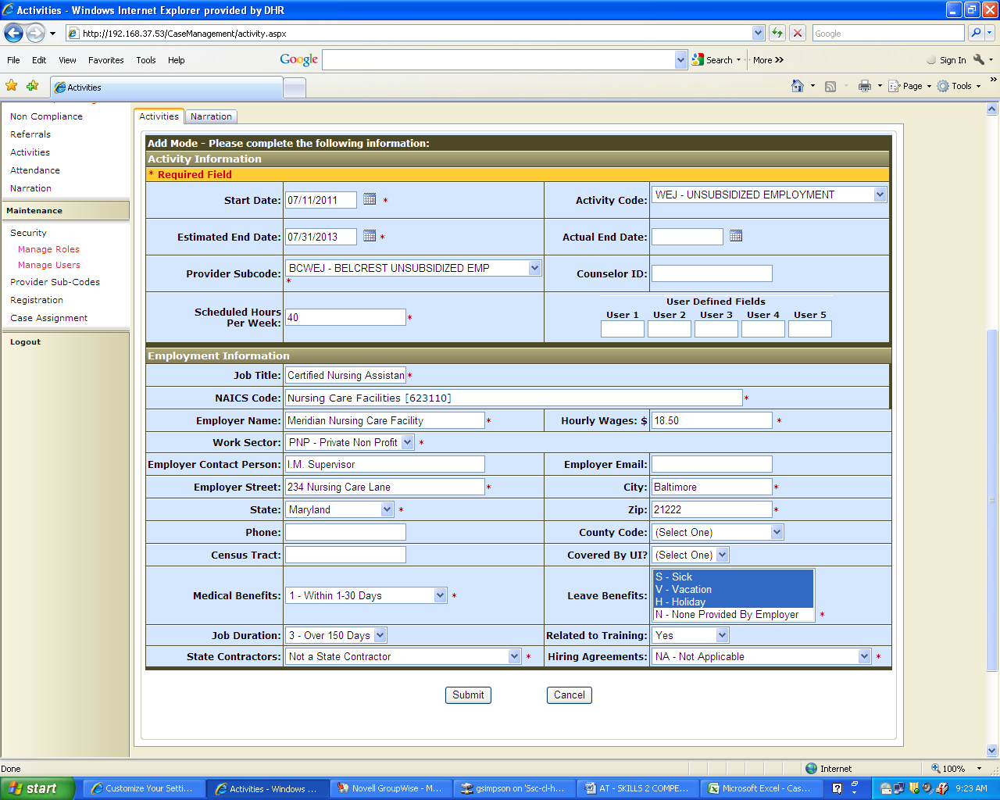 Activities - Windows Internet Explorer provided by DHR
http://192.168.37.53/CaseManagement/activity.aspx
Google
File Edit View Favorites Tools Help
Google Search More >> Sign In
Activities
Page Tools >>
Non Compliance
Referrals
Activities
Attendance
Narration
Maintenance
Security
Manage Roles
Manage Users
Provider Sub-Codes
Registration
Case Assignment
Logout
Activities Narration
Add Mode - Please complete the following information:
Activity Information
* Required Field
Start Date: 07/11/2011 * Activity Code: WEJ - UNSUBSIDIZED EMPLOYMENT
Estimated End Date: 07/31/2013 * Actual End Date:
Provider Subcode: BCWEJ - BELCREST UNSUBSIDIZED EMP * Counselor ID:
Scheduled Hours Per Week: 40 *
User Defined Fields
User 1 User 2 User 3 User 4 User 5
Employment Information
Job Title: Certified Nursing Assistan *
NAICS Code: Nursing Care Facilities [623110] *
Employer Name: Meridian Nursing Care Facility * Hourly Wages: $ 18.50 *
Work Sector: PNP - Private Non Profit *
Employer Contact Person: I.M. Supervisor Employer Email:
Employer Street: 234 Nursing Care Lane * City: Baltimore *
State: Maryland * Zip: 21222 *
Phone: County Code: (Select One)
Census Tract: Covered By UI? (Select One)
Medical Benefits: 1 - Within 1-30 Days * Leave Benefits:
S - Sick
V - Vacation
H - Holiday
N - None Provided By Employer *
Job Duration: 3 - Over 150 Days Related to Training: Yes
State Contractors: Not a State Contractor * Hiring Agreements: NA - Not Applicable *
Submit Cancel
Done Internet 100%
start Customize Your Setti... Activities - Windows ... Novell GroupWise - M... gsimpson on 'Ssc-cl-h... AT - SKILLS 2 COMPE... Microsoft Excel - Cas... 9:23 AM